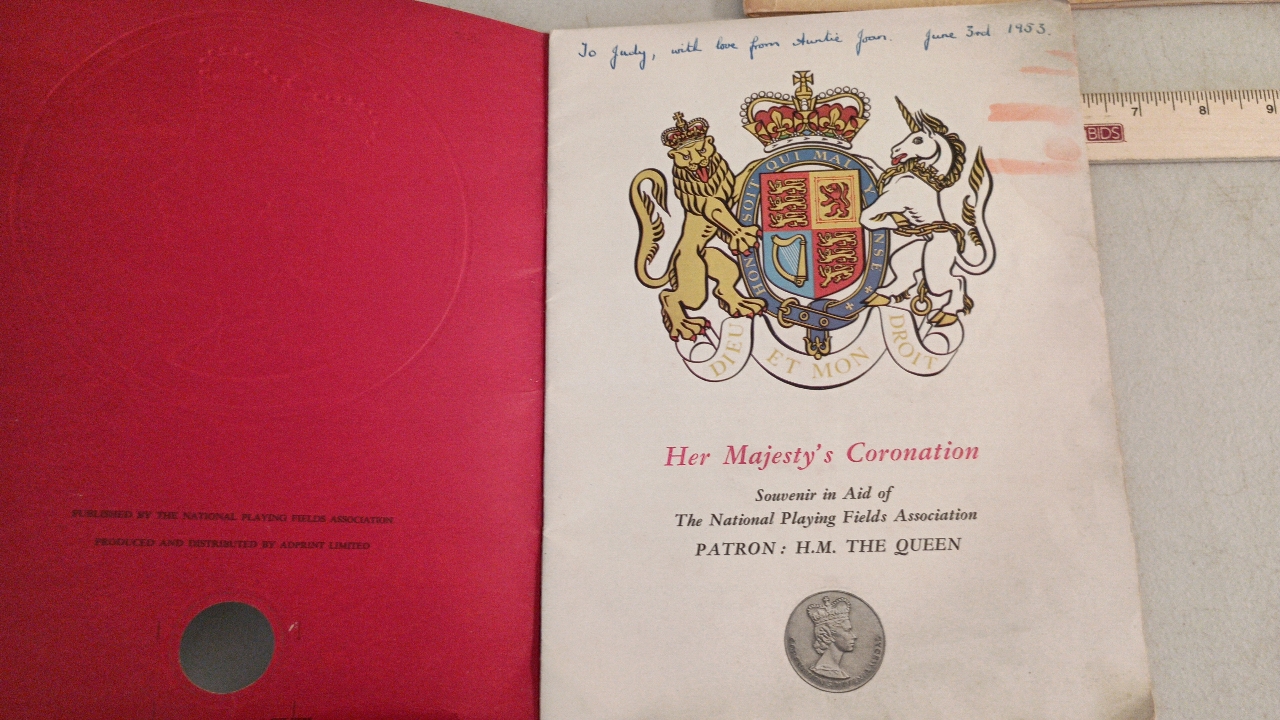 PUBLISHED BY THE NATIONAL PLAYING FIELDS ASSOCIATION
PRODUCED AND DISTRIBUTED BY ADPRINT LIMITED
To Judy, with love from Auntie Joan. June 3rd 1953.
HONI SOIT QUI MAL Y PENSE
DIEU ET MON DROIT
Her Majesty's Coronation
Souvenir in Aid of
The National Playing Fields Association
PATRON: H.M. THE QUEEN
7 8 9
BIDS